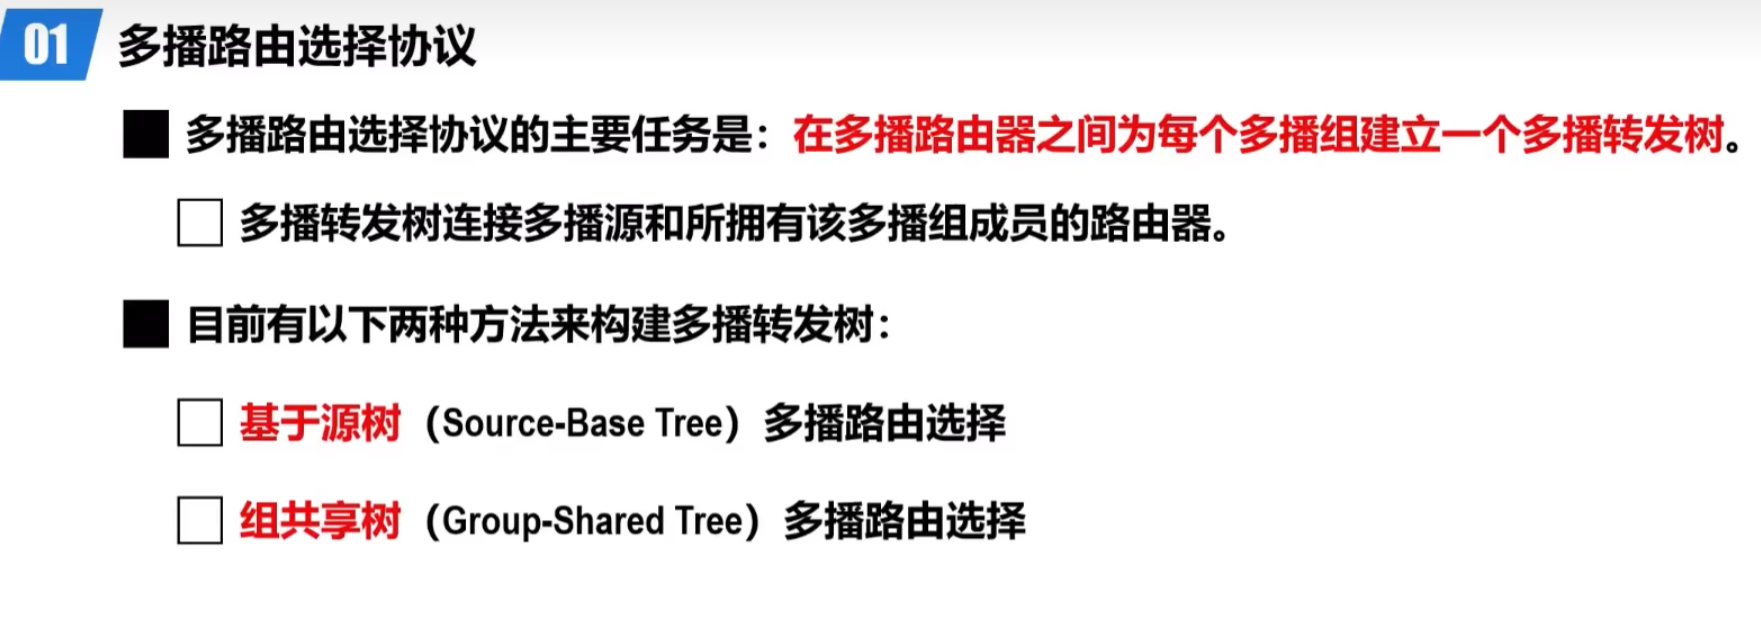 01 多播路由选择协议
多播路由选择协议的主要任务是：在多播路由器之间为每个多播组建立一个多播转发树。
多播转发树连接多播源和所拥有该多播组成员的路由器。
目前有以下两种方法来构建多播转发树：
基于源树（Source-Base Tree）多播路由选择
组共享树（Group-Shared Tree）多播路由选择